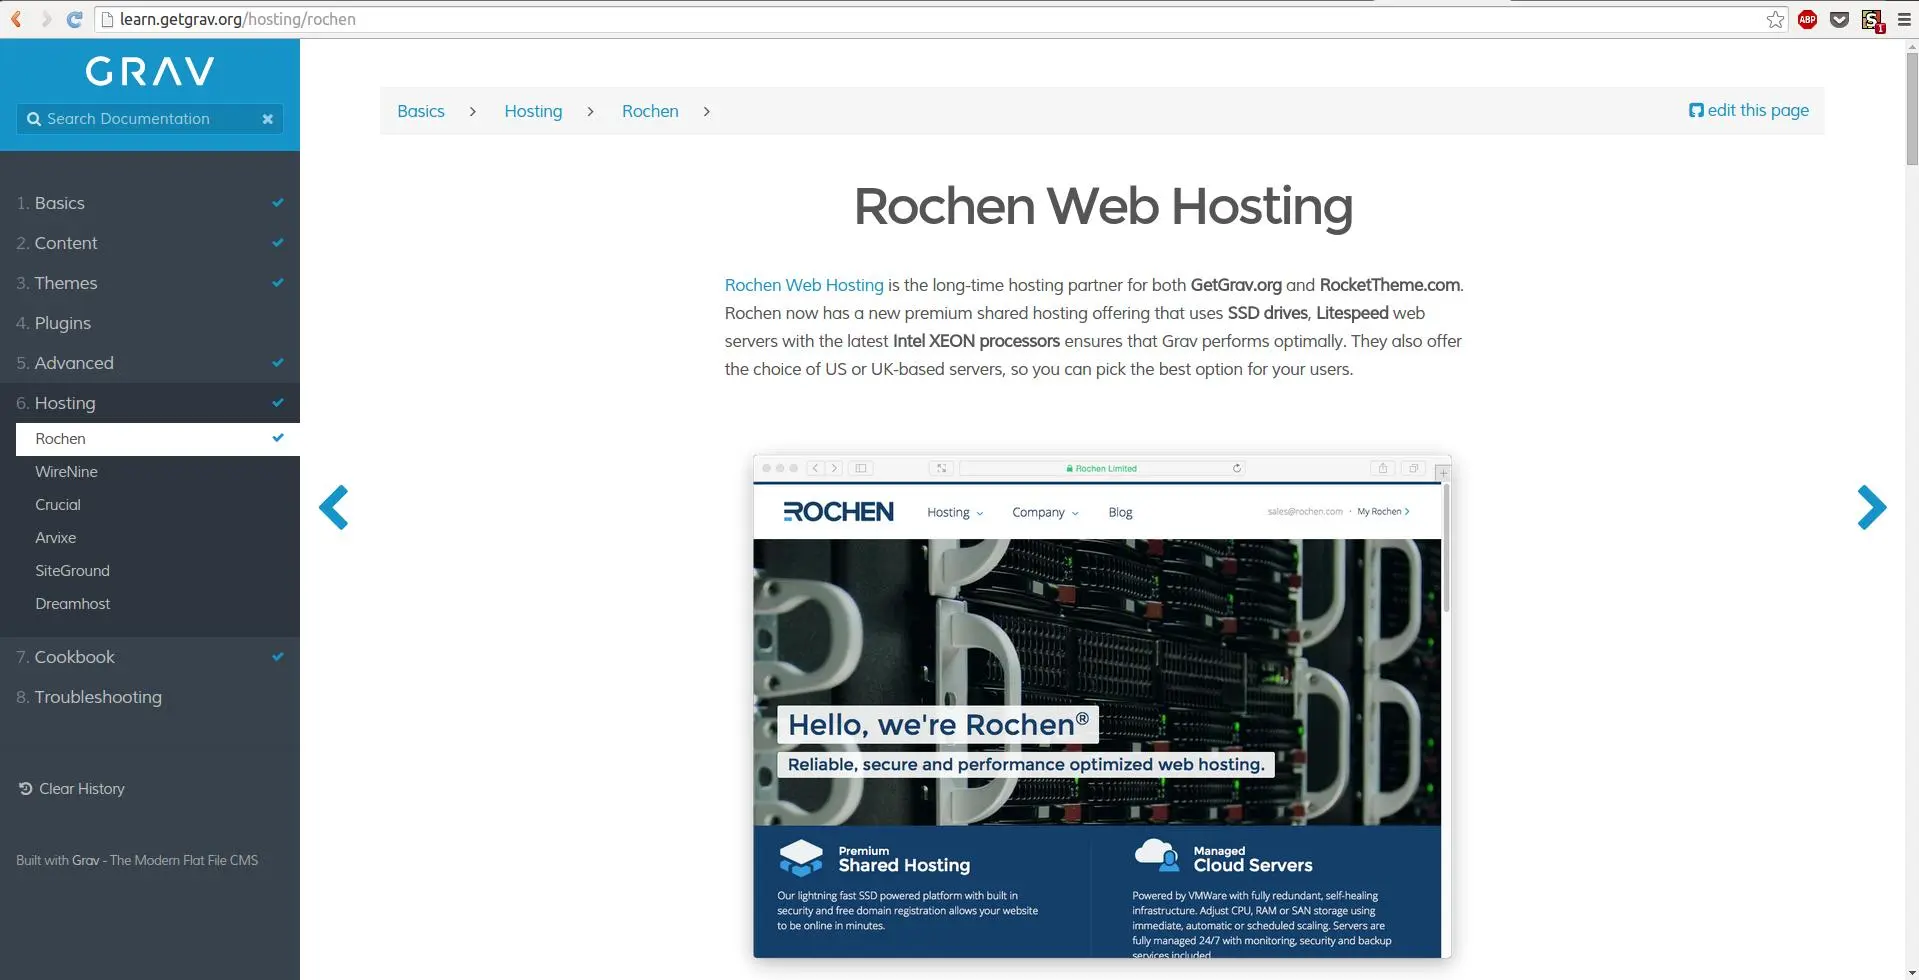 learn.getgrav.org/hosting/rochen
ABP
S
1
GRAV
Search Documentation
1. Basics
2. Content
3. Themes
4. Plugins
5. Advanced
6. Hosting
Rochen
WireNine
Crucial
Arvixe
SiteGround
Dreamhost
7. Cookbook
8. Troubleshooting
Clear History
Built with Grav - The Modern Flat File CMS
Basics > Hosting > Rochen >
edit this page
Rochen Web Hosting
Rochen Web Hosting is the long-time hosting partner for both GetGrav.org and RocketTheme.com.
Rochen now has a new premium shared hosting offering that uses SSD drives, Litespeed web
servers with the latest Intel XEON processors ensures that Grav performs optimally. They also offer
the choice of US or UK-based servers, so you can pick the best option for your users.
Rochen Limited
ROCHEN
Hosting
Company
Blog
sales@rochen.com · My Rochen >
Hello, we're Rochen®
Reliable, secure and performance optimized web hosting.
Premium
Shared Hosting
Our lightning fast SSD powered platform with built in
security and free domain registration allows your website
to be online in minutes.
Managed
Cloud Servers
Powered by VMWare with fully redundant, self-healing
infrastructure. Adjust CPU, RAM or SAN storage using
immediate, automatic or scheduled scaling. Servers are
fully managed 24/7 with monitoring, security and backup
services included.